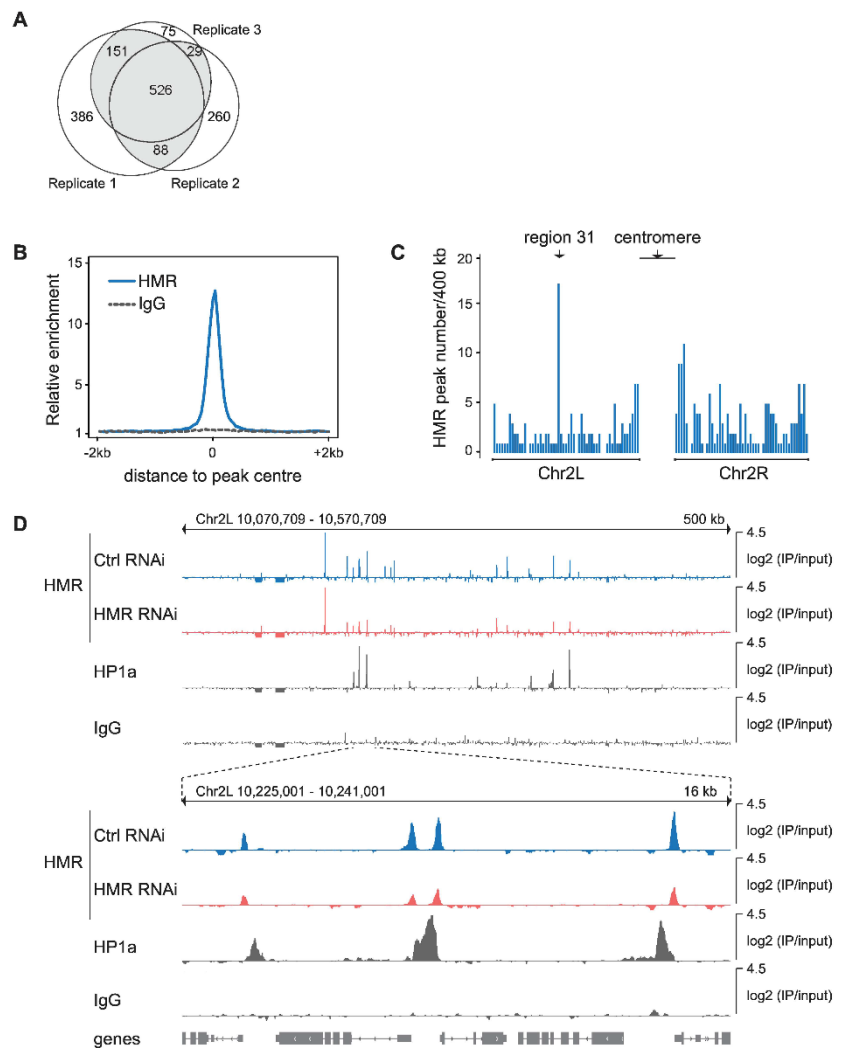 A
75
Replicate 3
151
29
526
386
260
88
Replicate 1
Replicate 2
B
Relative enrichment
15
10
5
1
HMR
IgG
-2kb
0
+2kb
distance to peak centre
C
region 31
centromere
HMR peak number/400 kb
20
15
10
5
0
Chr2L
Chr2R
D
Chr2L 10,070,709 - 10,570,709
500 kb
4.5
HMR
Ctrl RNAi
log2 (IP/input)
4.5
HMR RNAi
log2 (IP/input)
4.5
HP1a
log2 (IP/input)
4.5
IgG
log2 (IP/input)
Chr2L 10,225,001 - 10,241,001
16 kb
4.5
HMR
Ctrl RNAi
log2 (IP/input)
4.5
HMR RNAi
log2 (IP/input)
4.5
HP1a
log2 (IP/input)
4.5
IgG
log2 (IP/input)
genes